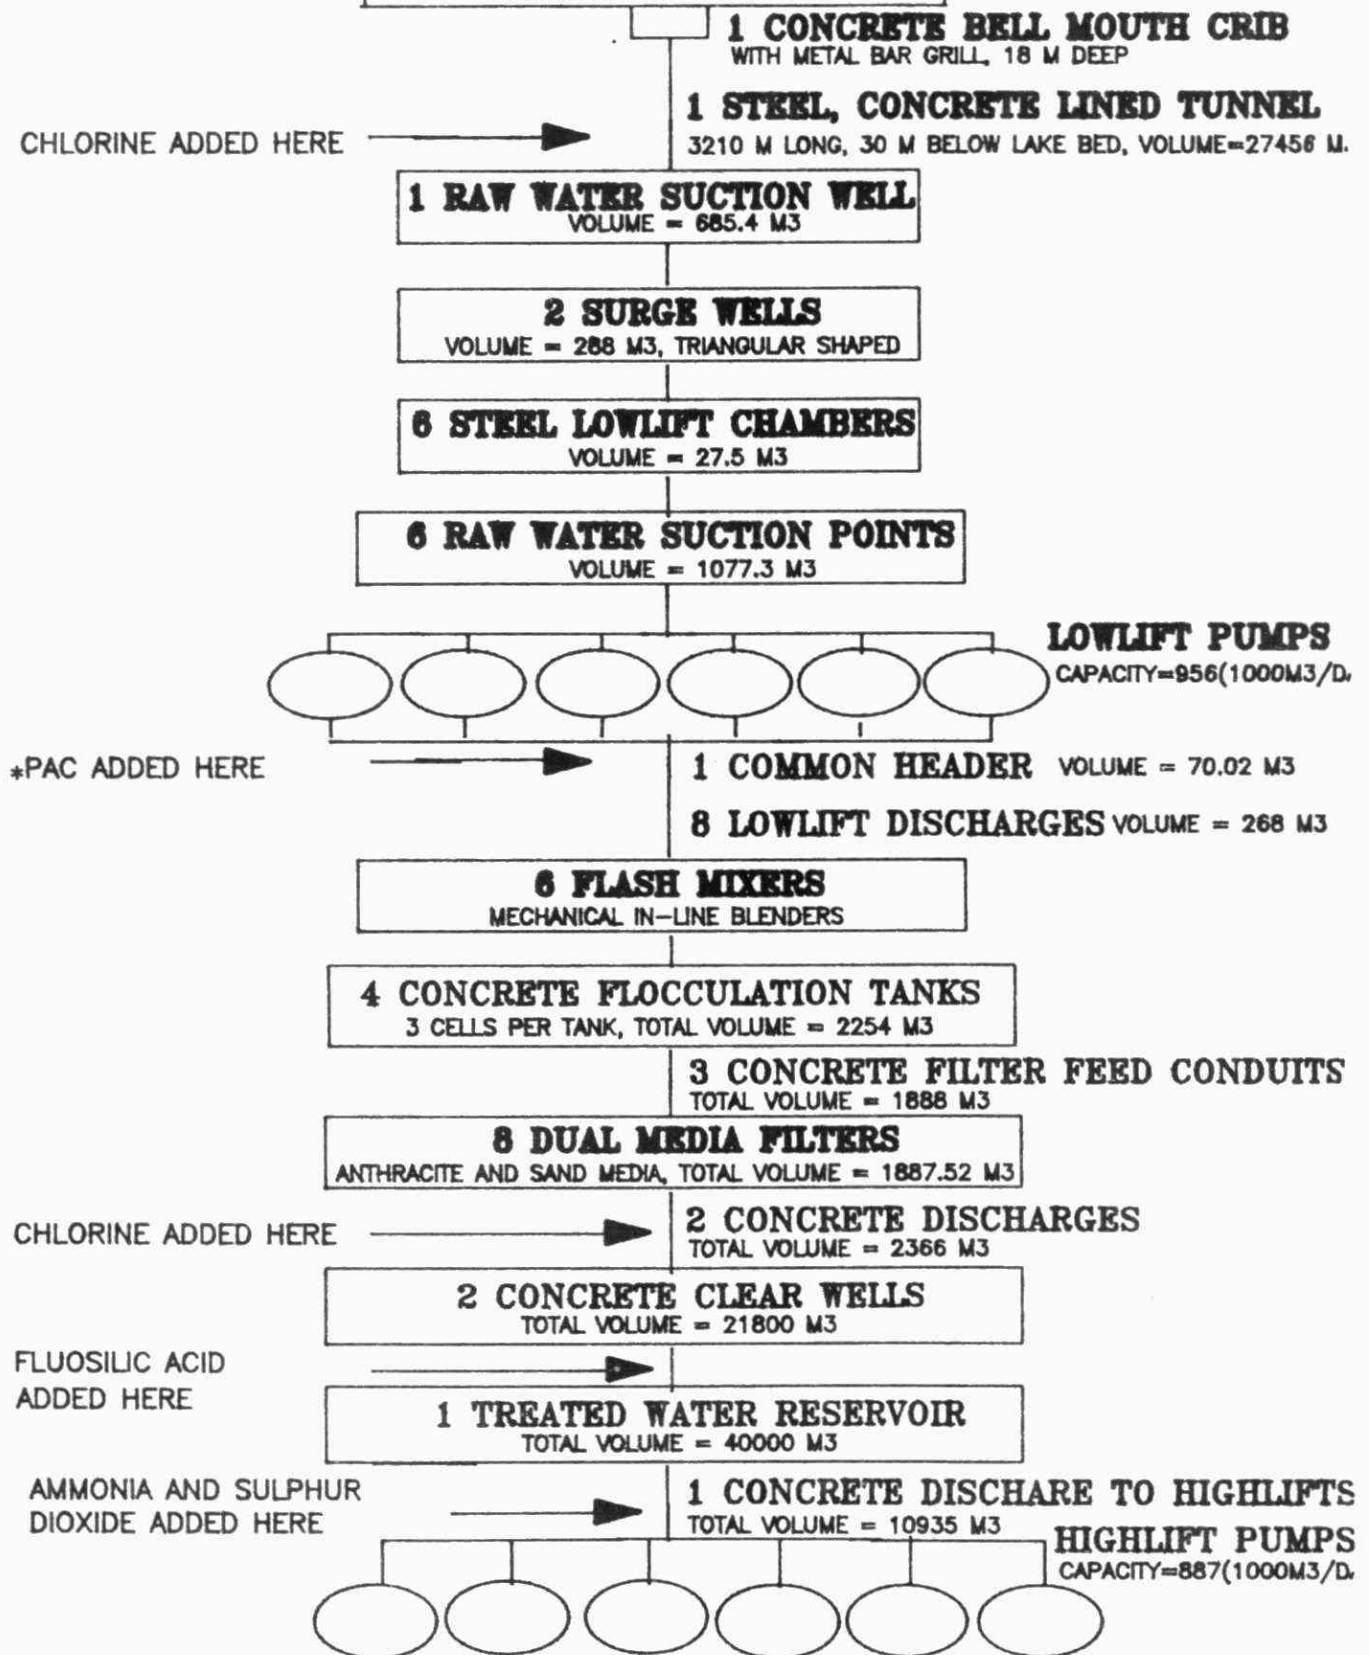 1 CONCRETE BELL MOUTH CRIB
WITH METAL BAR GRILL, 18 M DEEP
1 STEEL, CONCRETE LINED TUNNEL
CHLORINE ADDED HERE
3210 M LONG, 30 M BELOW LAKE BED, VOLUME=27456 M.
1 RAW WATER SUCTION WELL
VOLUME = 685.4 M3
2 SURGE WELLS
VOLUME = 288 M3, TRIANGULAR SHAPED
6 STEEL LOWLIFT CHAMBERS
VOLUME = 27.5 M3
6 RAW WATER SUCTION POINTS
VOLUME = 1077.3 M3
LOWLIFT PUMPS
CAPACITY=956(1000M3/D
*PAC ADDED HERE
1 COMMON HEADER VOLUME = 70.02 M3
8 LOWLIFT DISCHARGES VOLUME = 268 M3
6 FLASH MIXERS
MECHANICAL IN-LINE BLENDERS
4 CONCRETE FLOCCULATION TANKS
3 CELLS PER TANK, TOTAL VOLUME = 2254 M3
3 CONCRETE FILTER FEED CONDUITS
TOTAL VOLUME = 1888 M3
8 DUAL MEDIA FILTERS
ANTHRACITE AND SAND MEDIA, TOTAL VOLUME = 1887.52 M3
CHLORINE ADDED HERE
2 CONCRETE DISCHARGES
TOTAL VOLUME = 2366 M3
2 CONCRETE CLEAR WELLS
TOTAL VOLUME = 21800 M3
FLUOSILIC ACID
ADDED HERE
1 TREATED WATER RESERVOIR
TOTAL VOLUME = 40000 M3
AMMONIA AND SULPHUR
DIOXIDE ADDED HERE
1 CONCRETE DISCHARE TO HIGHLIFTS
TOTAL VOLUME = 10935 M3
HIGHLIFT PUMPS
CAPACITY=887(1000M3/D